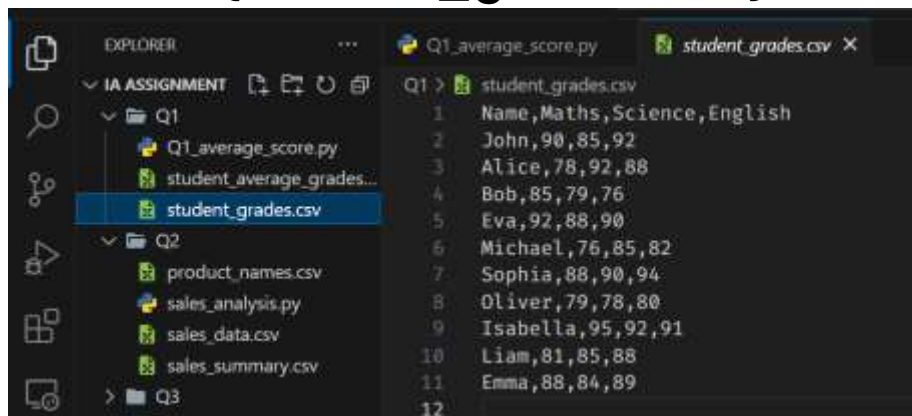 EXPLORER
IA ASSIGNMENT
Q1
Q1_average_score.py
student_average_grades...
student_grades.csv
Q2
product_names.csv
sales_analysis.py
sales_data.csv
sales_summary.csv
Q3
Q1_average_score.py
student_grades.csv
Q1 > student_grades.csv
1 Name,Maths,Science,English
2 John,90,85,92
3 Alice,78,92,88
4 Bob,85,79,76
5 Eva,92,88,90
6 Michael,76,85,82
7 Sophia,88,90,94
8 Oliver,79,78,80
9 Isabella,95,92,91
10 Liam,81,85,88
11 Emma,88,84,89
12